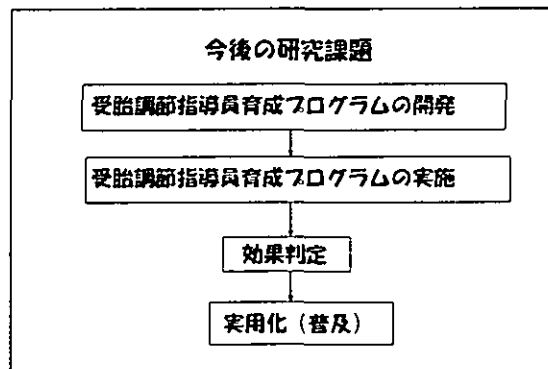 今後の研究課題
受胎調節指導員育成プログラムの開発
受胎調節指導員育成プログラムの実施
効果判定
実用化（普及）